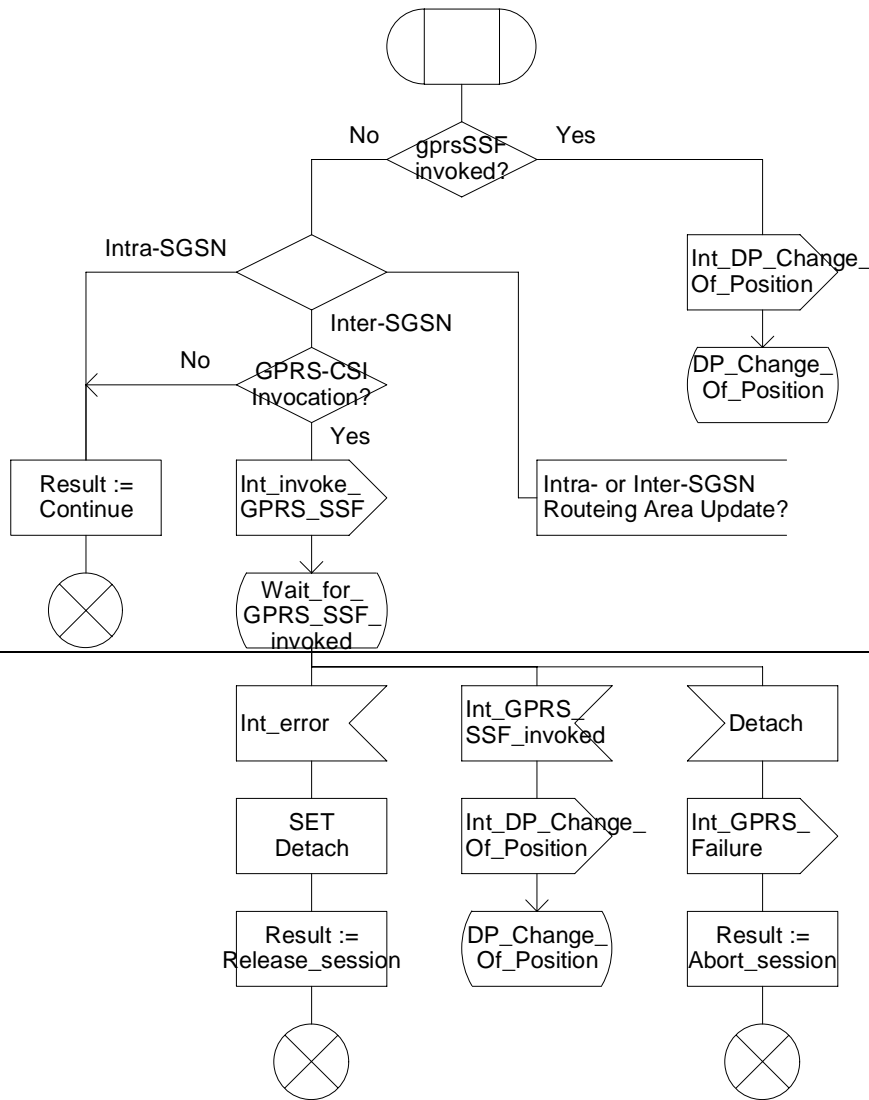 No
gprsSSF
invoked?
Yes
Intra-SGSN
Int_DP_Change_
Of_Position
Inter-SGSN
No
GPRS-CSI
Invocation?
DP_Change_
Of_Position
Yes
Result :=
Continue
Int_invoke_
GPRS_SSF
Intra- or Inter-SGSN
Routeing Area Update?
Wait_for_
GPRS_SSF_
invoked
Int_error
Int_GPRS_
SSF_invoked
Detach
SET
Detach
Int_DP_Change_
Of_Position
Int_GPRS_
Failure
Result :=
Release_session
DP_Change_
Of_Position
Result :=
Abort_session